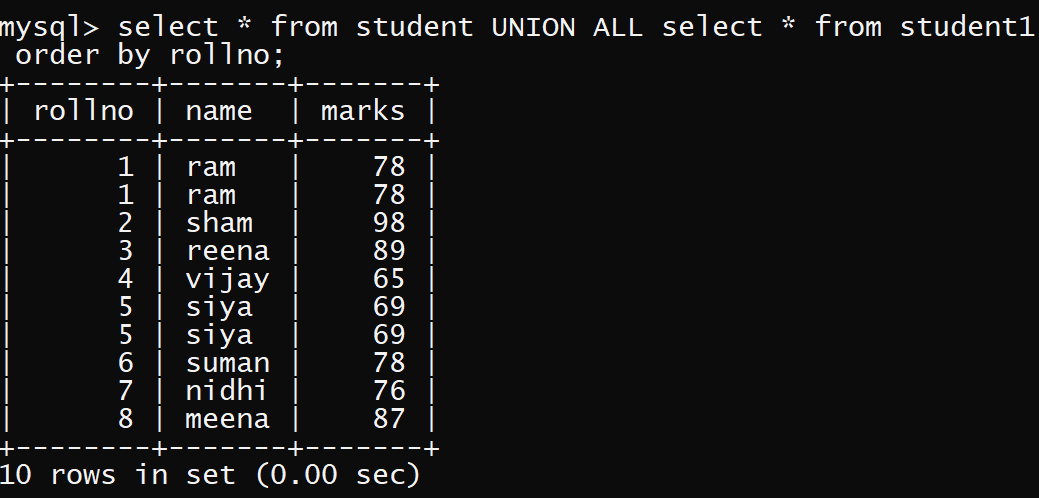 mysql> select * from student UNION ALL select * from student1
 order by rollno;
+--------+-------+-------+
| rollno | name  | marks |
+--------+-------+-------+
|      1 | ram   |    78 |
|      1 | ram   |    78 |
|      2 | sham  |    98 |
|      3 | reena |    89 |
|      4 | vijay |    65 |
|      5 | siya  |    69 |
|      5 | siya  |    69 |
|      6 | suman |    78 |
|      7 | nidhi |    76 |
|      8 | meena |    87 |
+--------+-------+-------+
10 rows in set (0.00 sec)